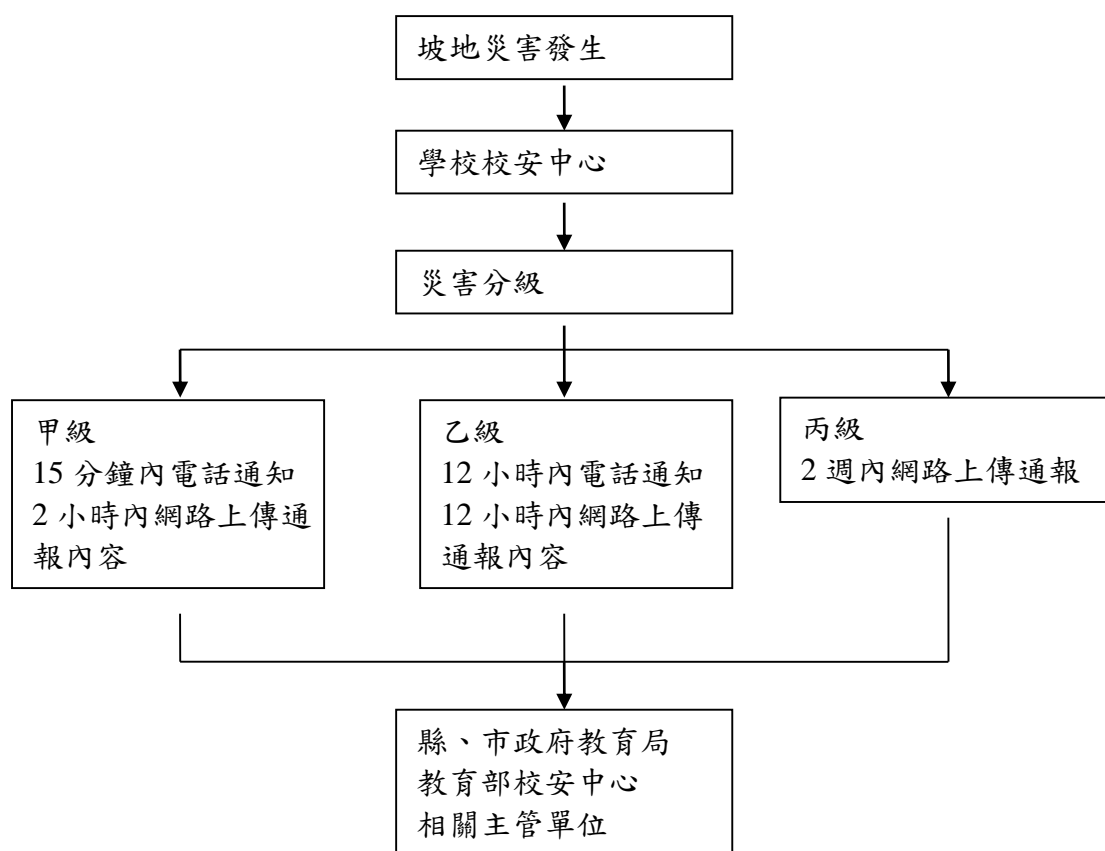 坡地災害發生
學校校安中心
災害分級
甲級
15 分鐘內電話通知
2 小時內網路上傳通
報內容
乙級
12 小時內電話通知
12 小時內網路上傳
通報內容
丙級
2 週內網路上傳通報
縣、市政府教育局
教育部校安中心
相關主管單位